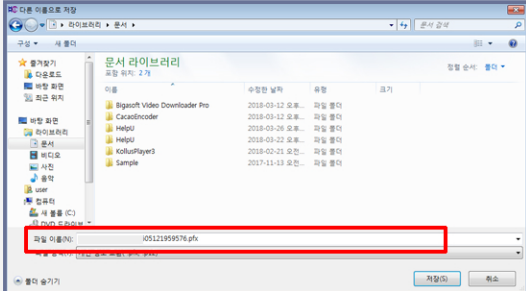 다른 이름으로 저장
라이브러리 ▸ 문서 ▸
문서 검색
구성 ▼ 새 폴더
즐겨찾기
다운로드
바탕 화면
최근 위치
바탕 화면
라이브러리
문서
비디오
사진
음악
user
컴퓨터
새 볼륨 (C:)
DVD 드라이브
문서 라이브러리
포함 위치: 2개
정렬 순서: 폴더 ▼
이름 수정한 날짜 유형 크기
Bigasoft Video Downloader Pro 2018-03-12 오후... 파일 폴더
CacaoEncoder 2018-03-12 오후... 파일 폴더
HelpU 2018-03-26 오후... 파일 폴더
HelpU 2018-03-22 오후... 파일 폴더
KollusPlayer3 2018-02-21 오전... 파일 폴더
Sample 2017-11-13 오전... 파일 폴더
파일 이름(N): 05121959576.pfx
폴더 숨기기
저장(S) 취소